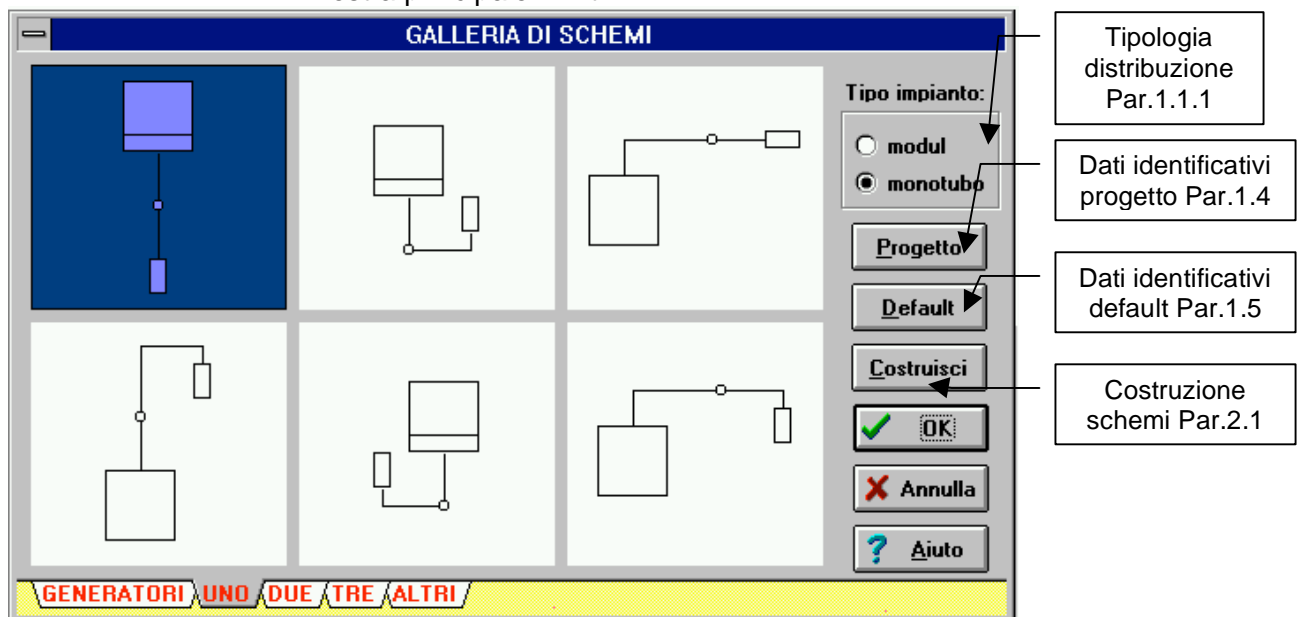 GALLERIA DI SCHEMI
Tipo impianto:
modul
monotubo
Progetto
Default
Costruisci
OK
Annulla
? Aiuto
GENERATORI UNO DUE TRE ALTRI
Tipologia
distribuzione
Par.1.1.1
Dati identificativi
progetto Par.1.4
Dati identificativi
default Par.1.5
Costruzione
schemi Par.2.1